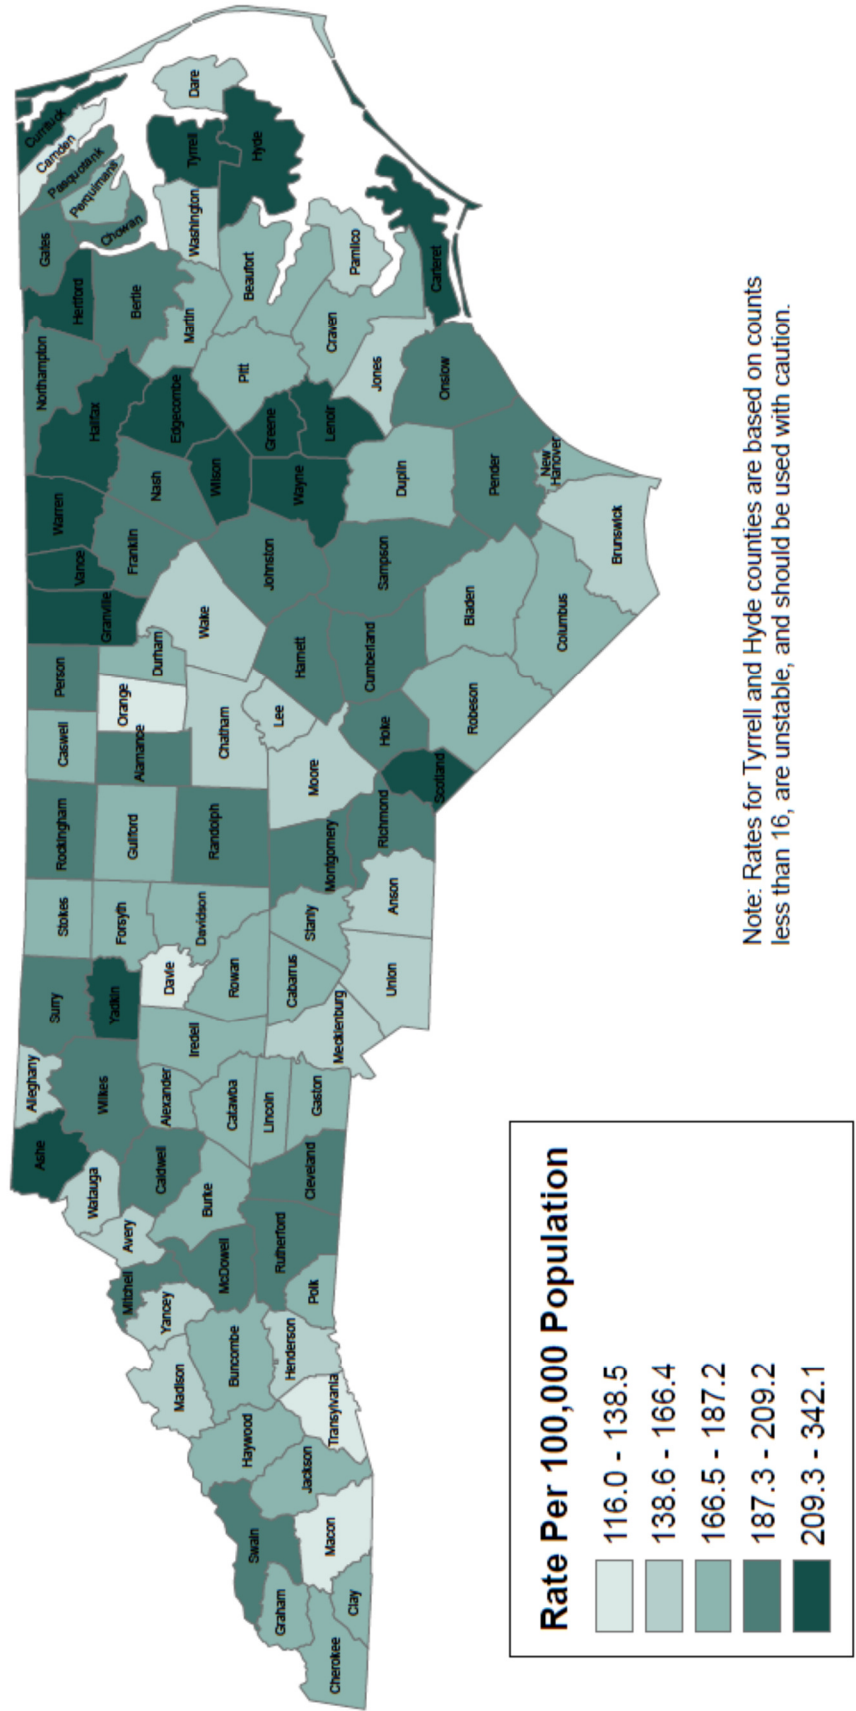 Currituck
Camden
Pasquotank
Perquimans
Gates
Chowan
Hertford
Northampton
Bertie
Halifax
Warren
Vance
Granville
Person
Caswell
Rockingham
Stokes
Surry
Alleghany
Ashe
Dare
Tyrrell
Washington
Martin
Edgecombe
Nash
Franklin
Durham
Orange
Alamance
Guilford
Forsyth
Yadkin
Wilkes
Watauga
Hyde
Beaufort
Pitt
Greene
Wilson
Wake
Chatham
Randolph
Davidson
Davie
Iredell
Alexander
Caldwell
Avery
Mitchell
Yancey
Madison
Pamlico
Craven
Lenoir
Wayne
Johnston
Harnett
Lee
Moore
Montgomery
Stanly
Rowan
Cabarrus
Catawba
Lincoln
Burke
McDowell
Buncombe
Haywood
Swain
Graham
Carteret
Jones
Onslow
Duplin
Sampson
Cumberland
Hoke
Richmond
Scotland
Anson
Union
Mecklenburg
Gaston
Cleveland
Rutherford
Polk
Henderson
Transylvania
Jackson
Macon
Clay
Cherokee
Pender
New
Hanover
Brunswick
Bladen
Columbus
Robeson
Rate Per 100,000 Population
116.0 - 138.5
138.6 - 166.4
166.5 - 187.2
187.3 - 209.2
209.3 - 342.1
Note: Rates for Tyrrell and Hyde counties are based on counts
less than 16, are unstable, and should be used with caution.